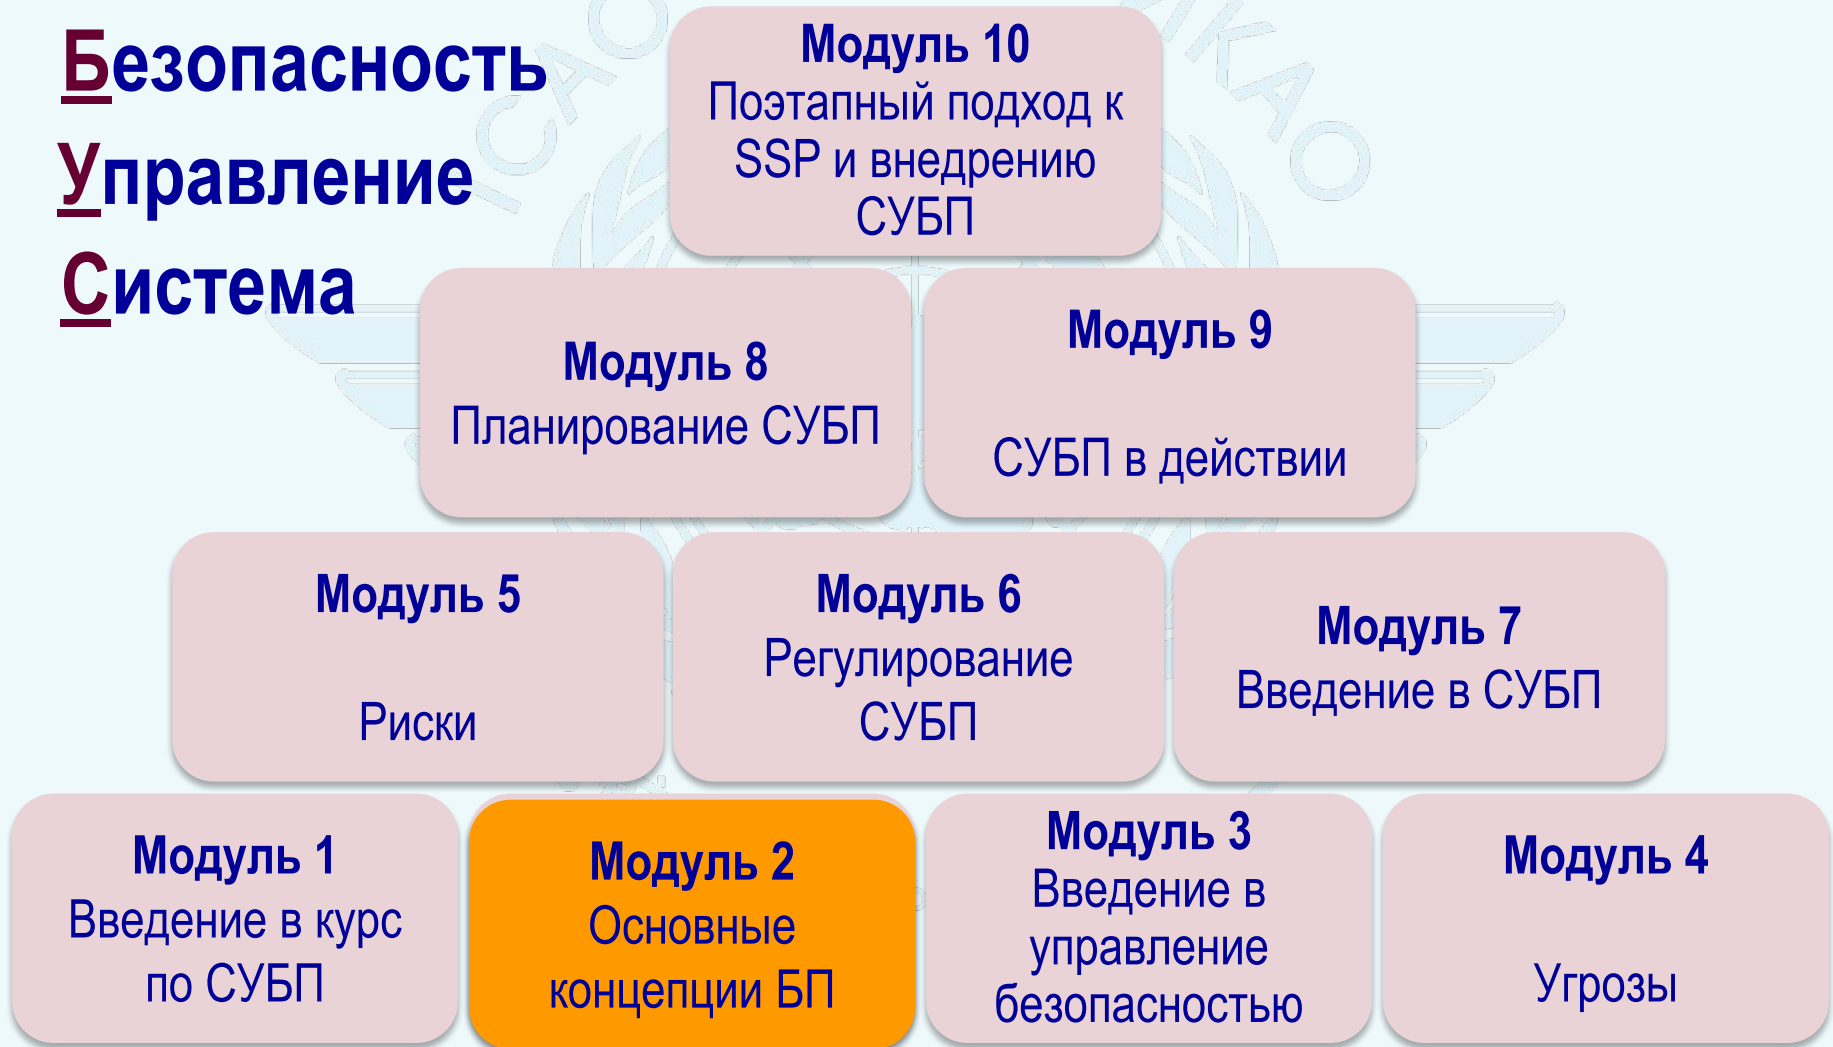 Безопасность
Управление
Система
Модуль 10
Поэтапный подход к
SSP и внедрению
СУБП
Модуль 8
Планирование СУБП
Модуль 9
СУБП в действии
Модуль 5
Риски
Модуль 6
Регулирование
СУБП
Модуль 7
Введение в СУБП
Модуль 1
Введение в курс
по СУБП
Модуль 2
Основные
концепции БП
Модуль 3
Введение в
управление
безопасностью
Модуль 4
Угрозы